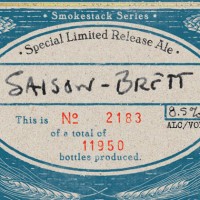 • Smokestack Series •
• Special Limited Release Ale •
SAISON-BRETT
This is No 2183
of a total of
11950
bottles produced.
8.5%
ALC/VO